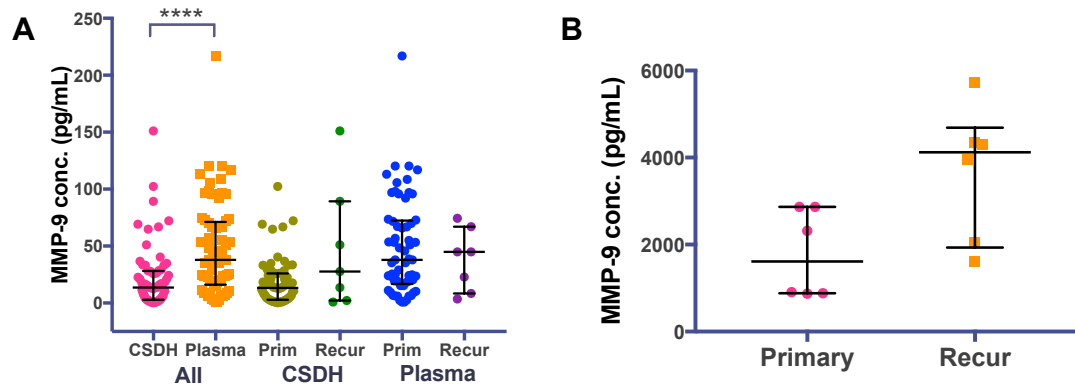 A
****
MMP-9 conc. (pg/mL)
250
200
150
100
50
0
CSDH Plasma Prim Recur Prim Recur
All CSDH Plasma
B
MMP-9 conc. (pg/mL)
6000
4000
2000
0
Primary Recur